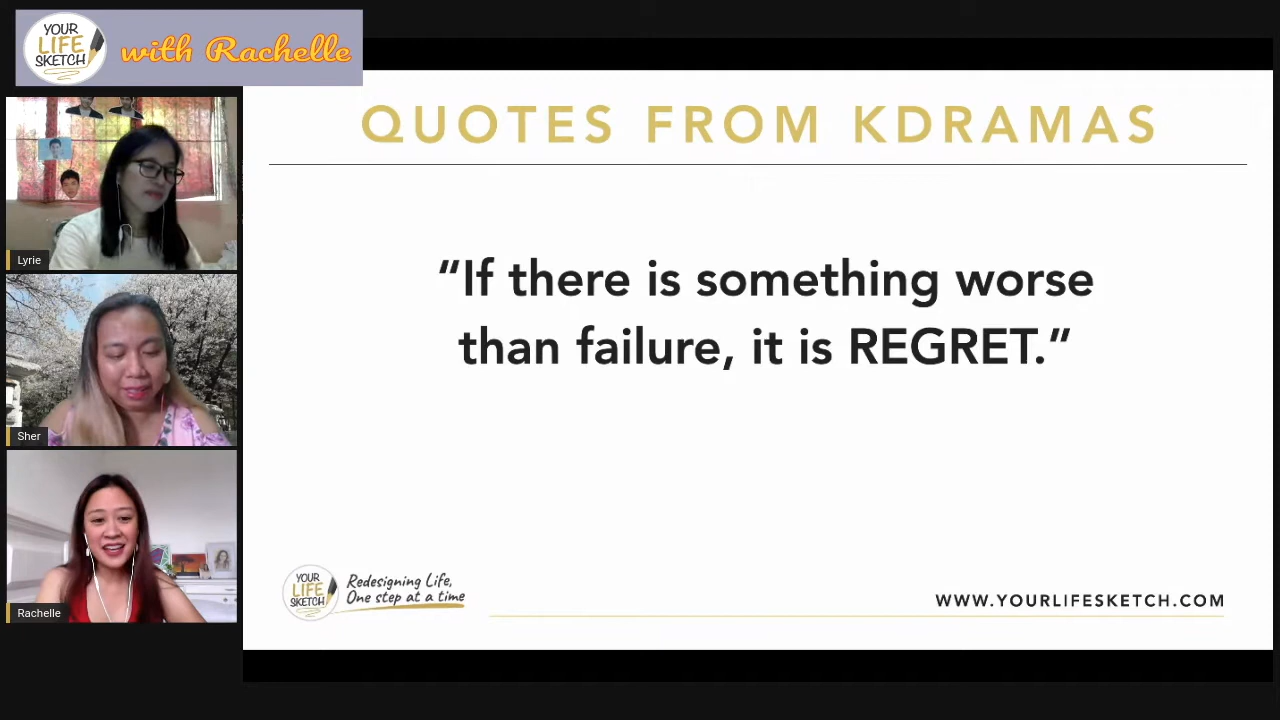 YOUR
LIFE
SKETCH
with Rachelle
QUOTES FROM KDRAMAS
Lyrie
“If there is something worse
than failure, it is REGRET.”
Sher
Rachelle
YOUR
LIFE
SKETCH
Redesigning Life,
One step at a time
WWW.YOURLIFESKETCH.COM